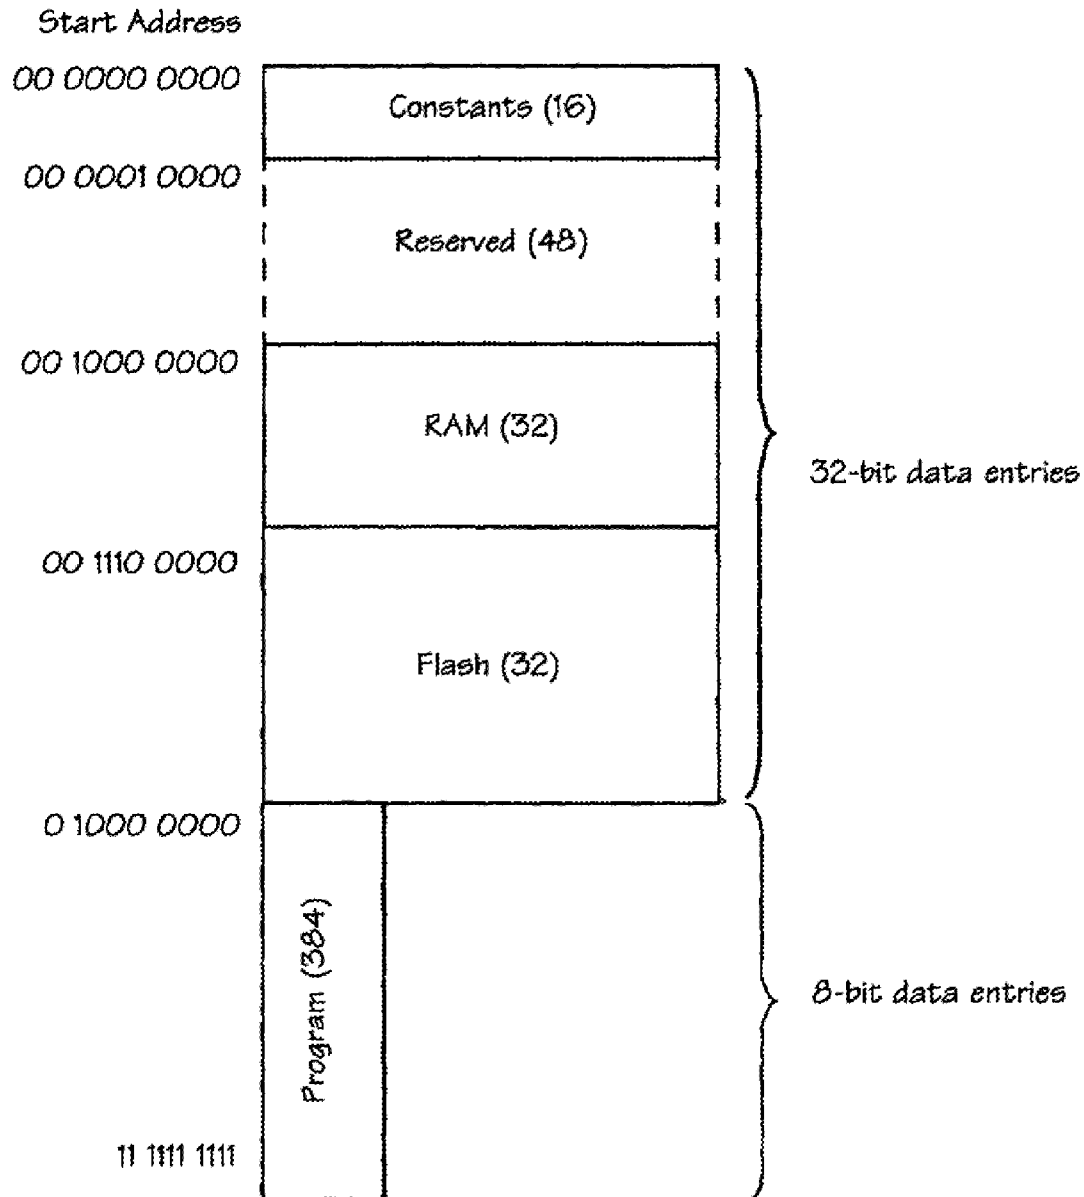 Start Address
00 0000 0000
Constants (16)
00 0001 0000
Reserved (48)
00 1000 0000
RAM (32)
32-bit data entries
00 1110 0000
Flash (32)
0 1000 0000
Program (384)
8-bit data entries
11 1111 1111